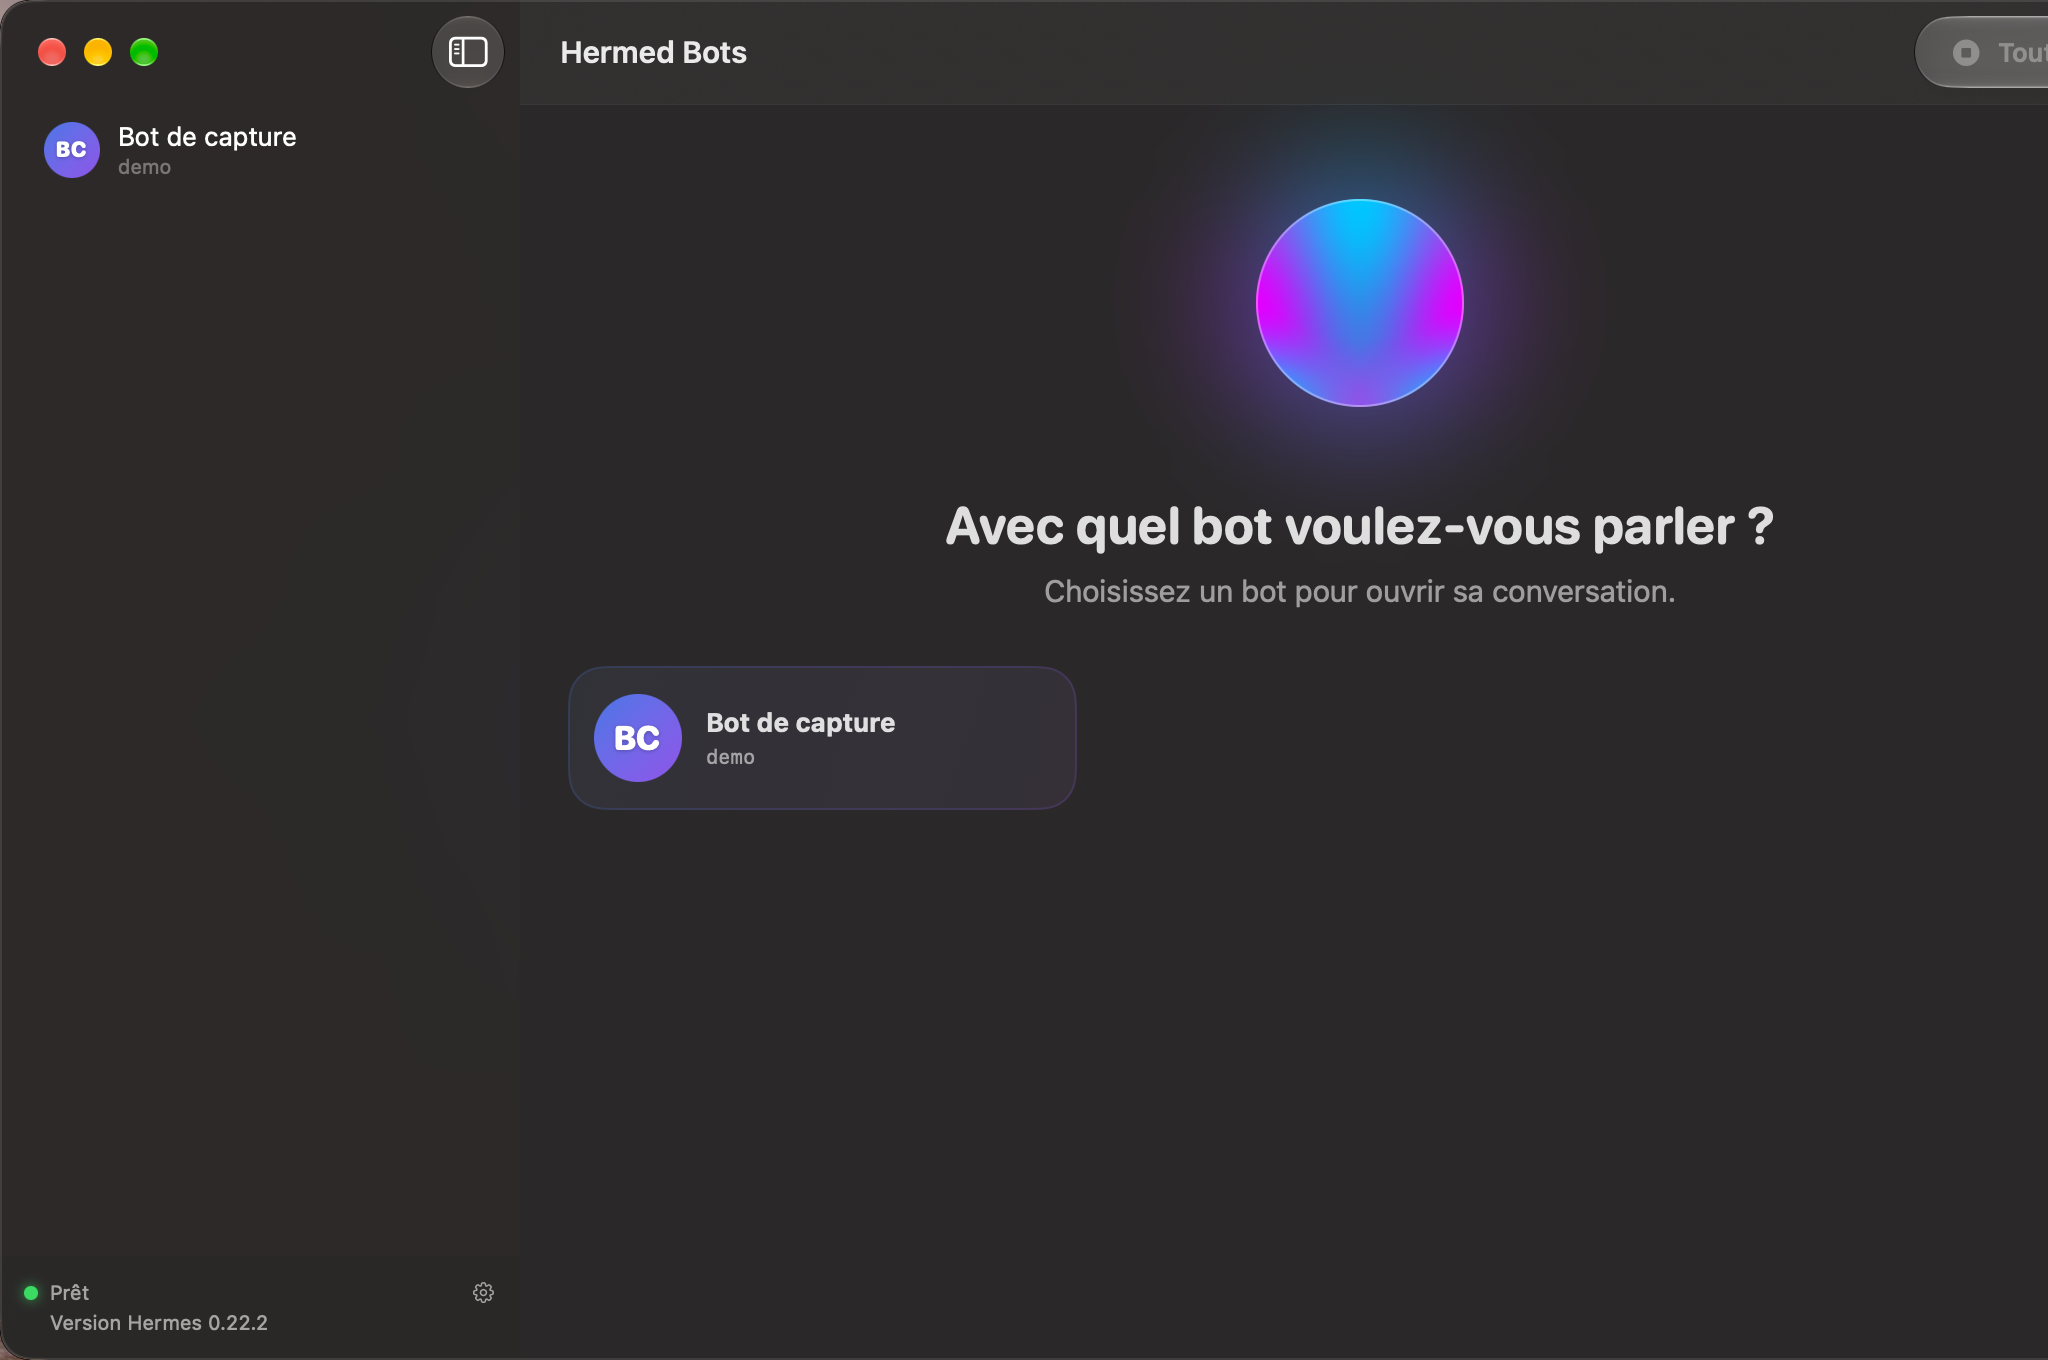 Hermed Bots
Tout
BC
Bot de capture
demo
Avec quel bot voulez-vous parler ?
Choisissez un bot pour ouvrir sa conversation.
BC
Bot de capture
demo
Prêt
Version Hermes 0.22.2